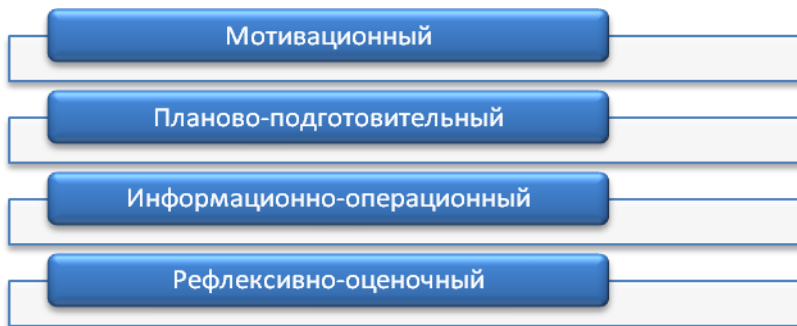 Мотивационный
Планово-подготовительный
Информационно-операционный
Рефлексивно-оценочный